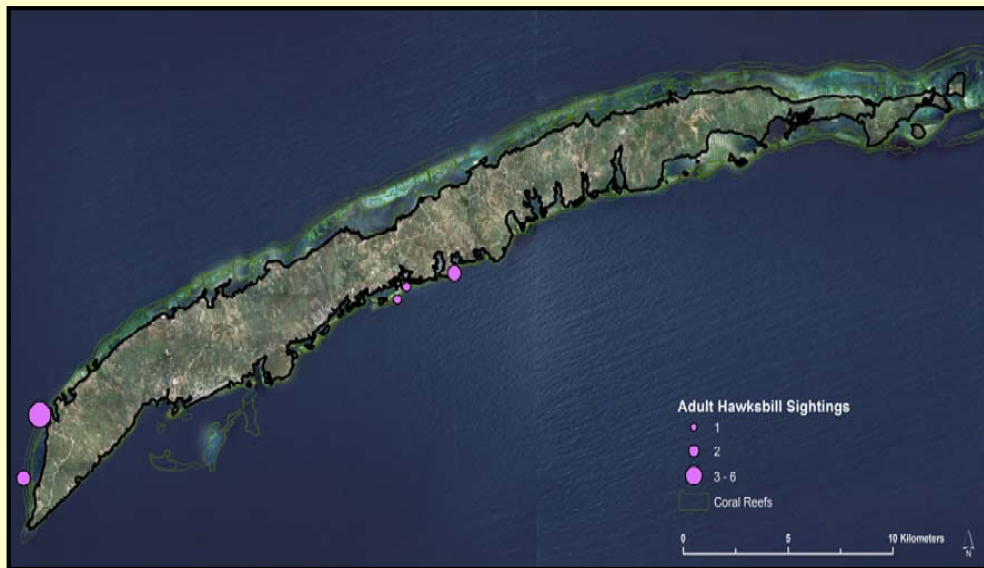 Adult Hawksbill Sightings
1
2
3 - 6
Coral Reefs
0 5 10 Kilometers
N